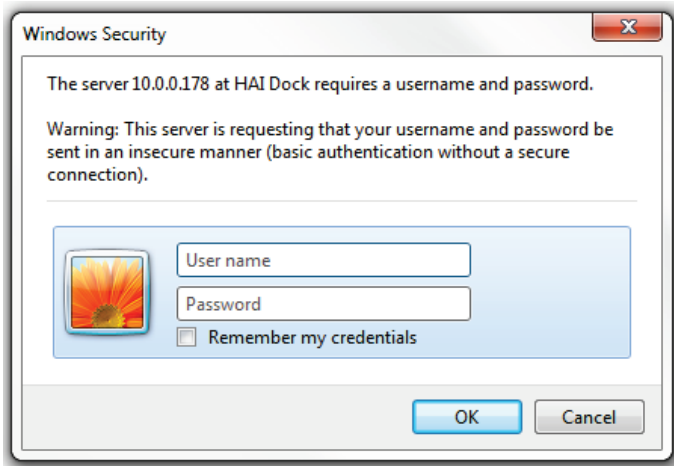 Windows Security
The server 10.0.0.178 at HAI Dock requires a username and password.
Warning: This server is requesting that your username and password be
sent in an insecure manner (basic authentication without a secure
connection).
User name
Password
Remember my credentials
OK Cancel